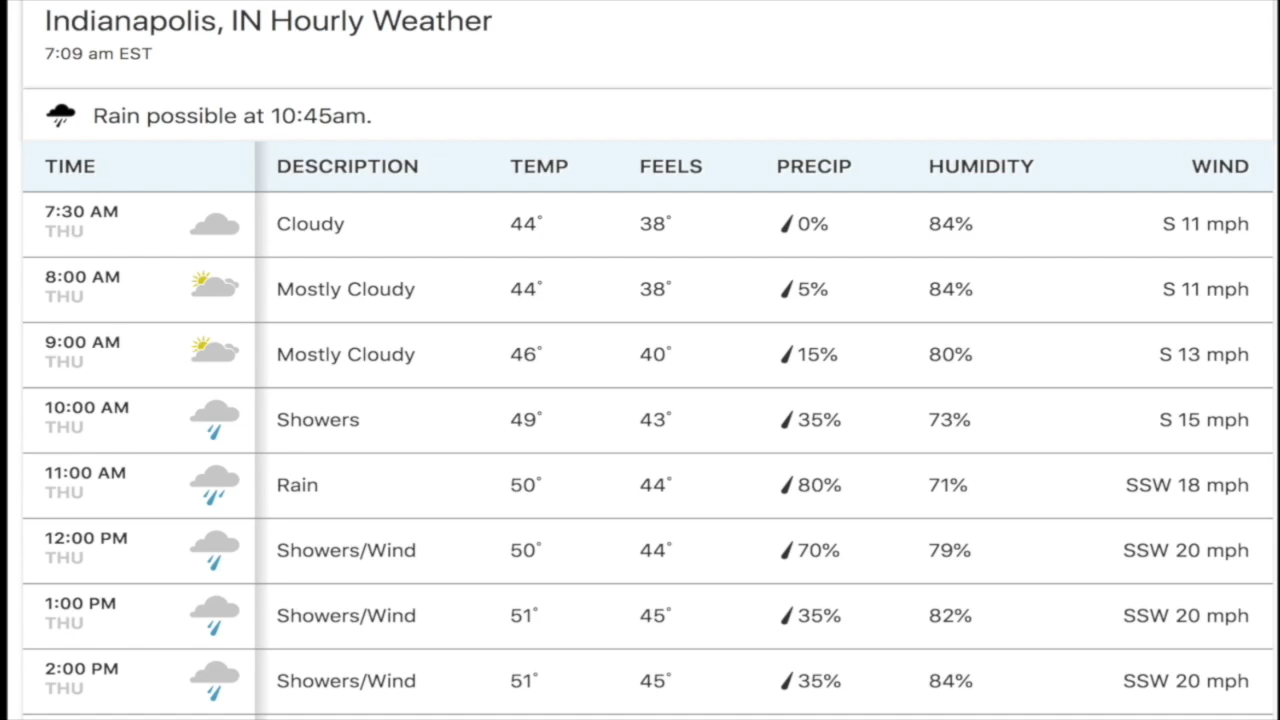 Indianapolis, IN Hourly Weather
7:09 am EST
Rain possible at 10:45am.
TIME DESCRIPTION TEMP FEELS PRECIP HUMIDITY WIND
7:30 AM THU Cloudy 44° 38° 0% 84% S 11 mph
8:00 AM THU Mostly Cloudy 44° 38° 5% 84% S 11 mph
9:00 AM THU Mostly Cloudy 46° 40° 15% 80% S 13 mph
10:00 AM THU Showers 49° 43° 35% 73% S 15 mph
11:00 AM THU Rain 50° 44° 80% 71% SSW 18 mph
12:00 PM THU Showers/Wind 50° 44° 70% 79% SSW 20 mph
1:00 PM THU Showers/Wind 51° 45° 35% 82% SSW 20 mph
2:00 PM THU Showers/Wind 51° 45° 35% 84% SSW 20 mph